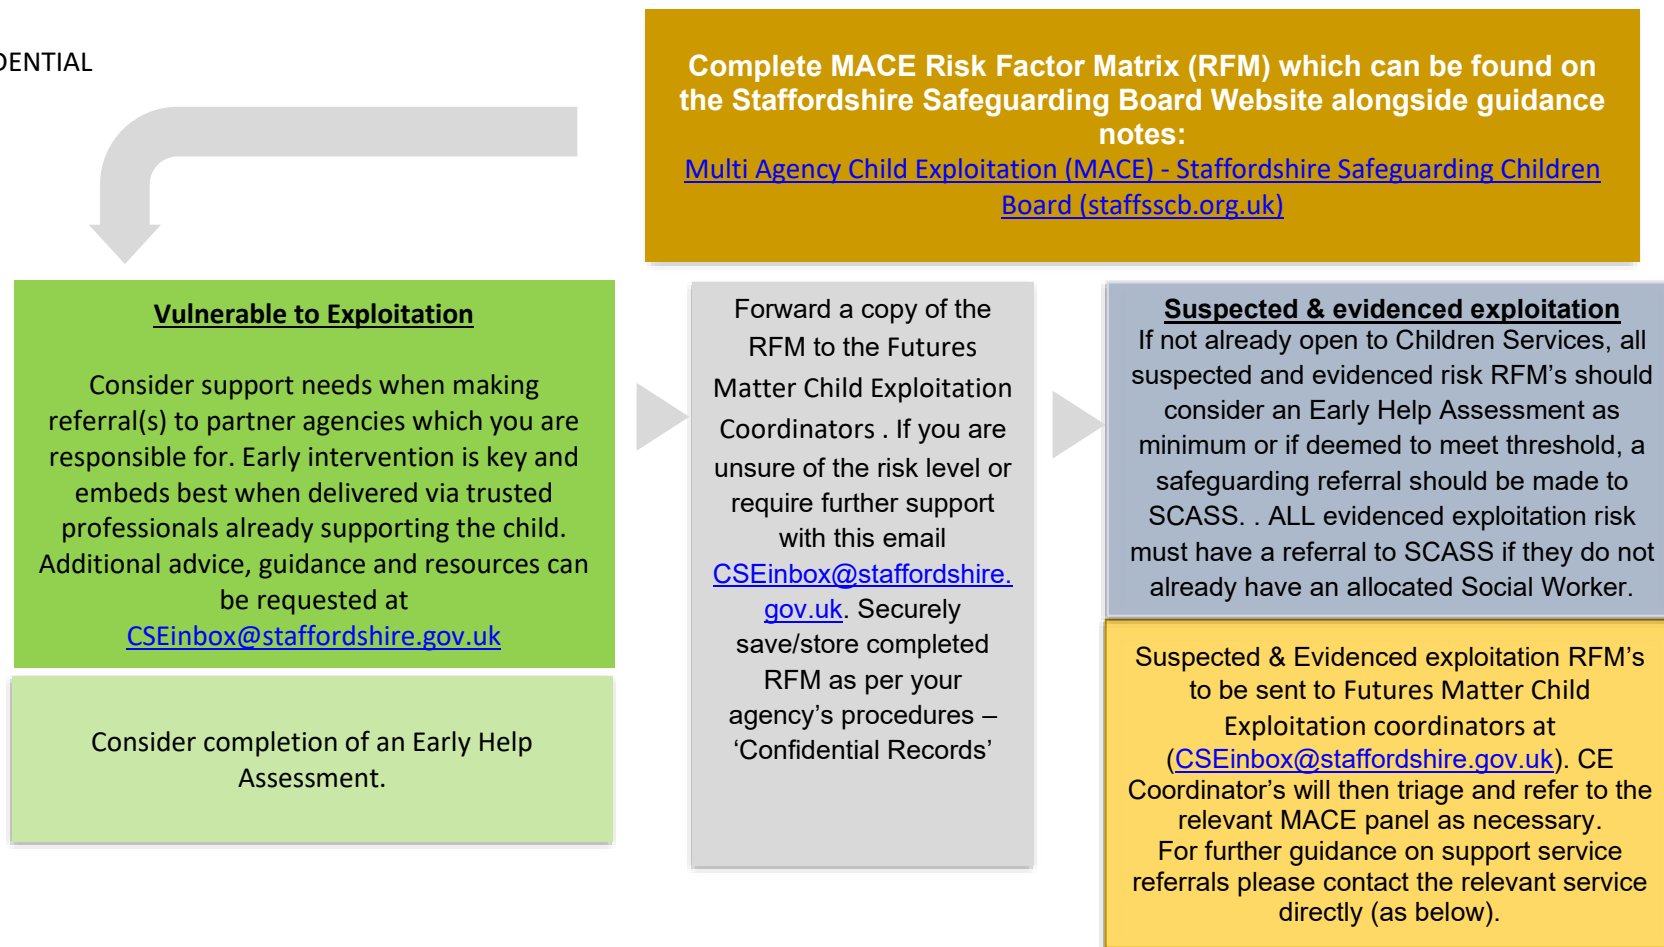 DENTIAL
Complete MACE Risk Factor Matrix (RFM) which can be found on
the Staffordshire Safeguarding Board Website alongside guidance
notes:
Multi Agency Child Exploitation (MACE) - Staffordshire Safeguarding Children
Board (staffsscb.org.uk)
Vulnerable to Exploitation
Consider support needs when making
referral(s) to partner agencies which you are
responsible for. Early intervention is key and
embeds best when delivered via trusted
professionals already supporting the child.
Additional advice, guidance and resources can
be requested at
CSEinbox@staffordshire.gov.uk
Consider completion of an Early Help
Assessment.
Forward a copy of the
RFM to the Futures
Matter Child Exploitation
Coordinators . If you are
unsure of the risk level or
require further support
with this email
CSEinbox@staffordshire.
gov.uk. Securely
save/store completed
RFM as per your
agency’s procedures –
‘Confidential Records’
Suspected & evidenced exploitation
If not already open to Children Services, all
suspected and evidenced risk RFM’s should
consider an Early Help Assessment as
minimum or if deemed to meet threshold, a
safeguarding referral should be made to
SCASS. . ALL evidenced exploitation risk
must have a referral to SCASS if they do not
already have an allocated Social Worker.
Suspected & Evidenced exploitation RFM’s
to be sent to Futures Matter Child
Exploitation coordinators at
(CSEinbox@staffordshire.gov.uk). CE
Coordinator’s will then triage and refer to the
relevant MACE panel as necessary.
For further guidance on support service
referrals please contact the relevant service
directly (as below).